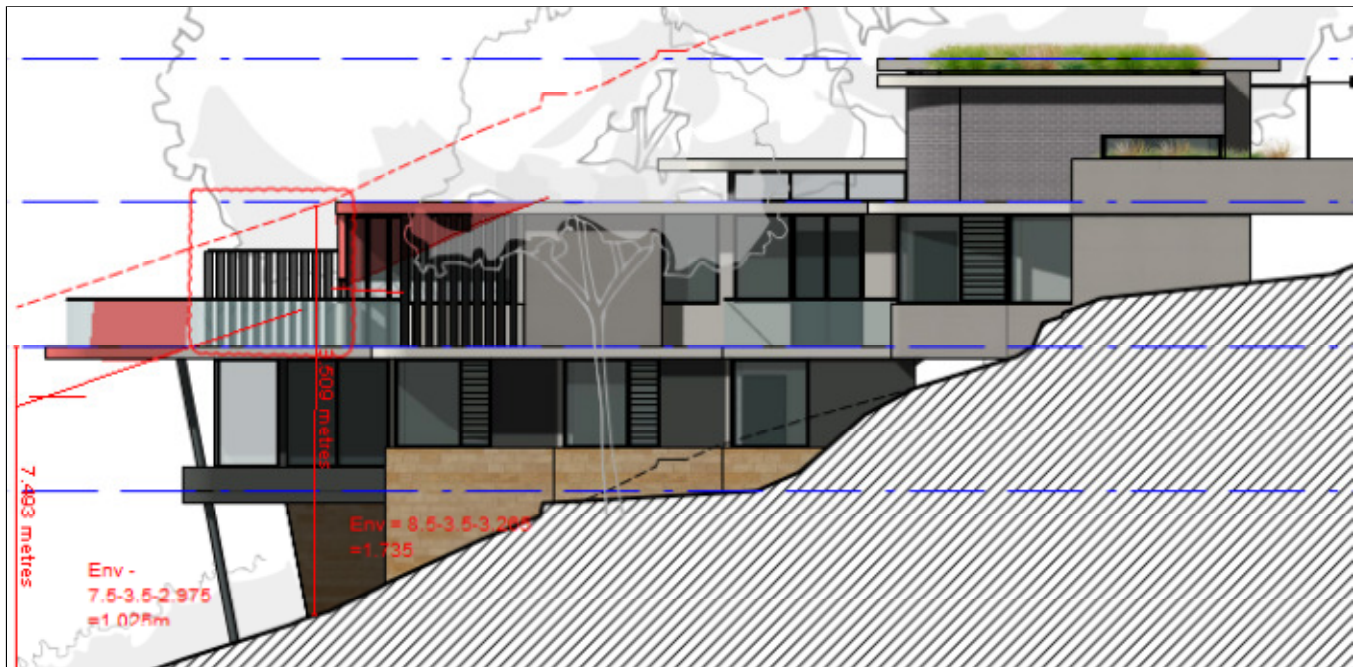 metres
7.493 metres
Env = 8.5-3.5-3.265
=1.735
Env -
7.5-3.5-2.975
=1.025m